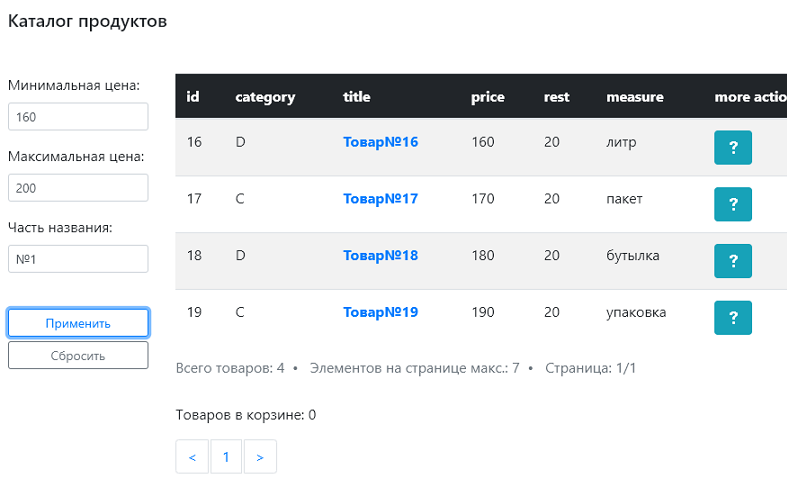 Каталог продуктов
Минимальная цена:
160
Максимальная цена:
200
Часть названия:
№1
Применить
Сбросить
id category title price rest measure more actio
16 D Товар№16 160 20 литр ?
17 C Товар№17 170 20 пакет ?
18 D Товар№18 180 20 бутылка ?
19 C Товар№19 190 20 упаковка ?
Всего товаров: 4 • Элементов на странице макс.: 7 • Страница: 1/1
Товаров в корзине: 0
< 1 >